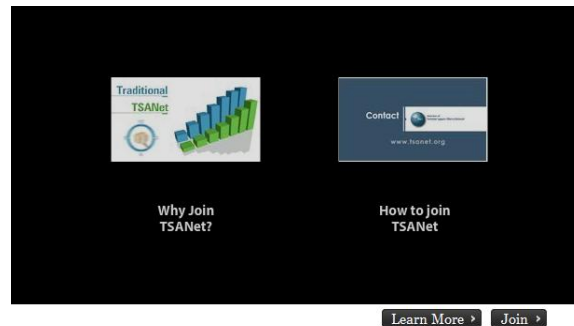 Traditional
TSANet
Contact
www.tsanet.org
Why Join
TSANet?
How to join
TSANet
Learn More
Join